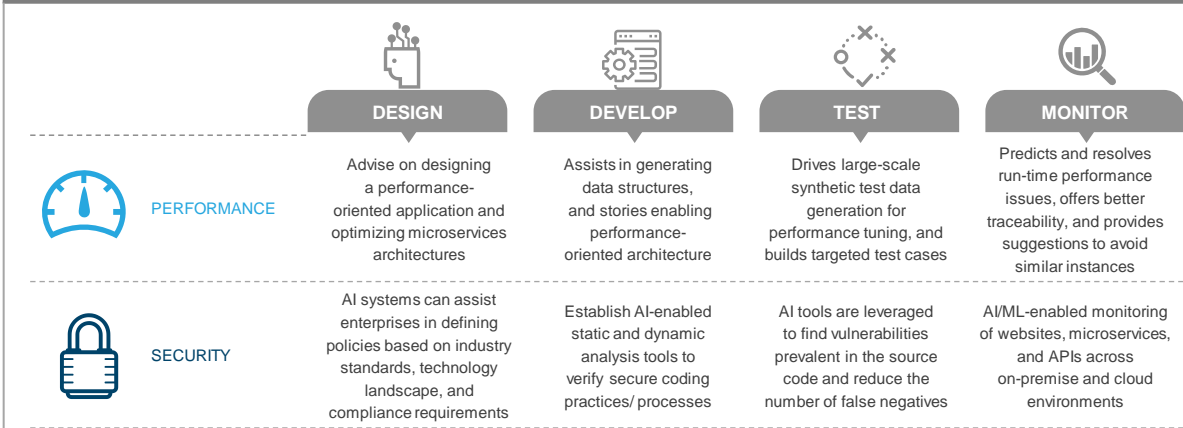 DESIGN
DEVELOP
TEST
MONITOR
PERFORMANCE
Advise on designing
a performance-
oriented application and
optimizing microservices
architectures
Assists in generating
data structures,
and stories enabling
performance-
oriented architecture
Drives large-scale
synthetic test data
generation for
performance tuning, and
builds targeted test cases
Predicts and resolves
run-time performance
issues, offers better
traceability, and provides
suggestions to avoid
similar instances
SECURITY
AI systems can assist
enterprises in defining
policies based on industry
standards, technology
landscape, and
compliance requirements
Establish AI-enabled
static and dynamic
analysis tools to
verify secure coding
practices/ processes
AI tools are leveraged
to find vulnerabilities
prevalent in the source
code and reduce the
number of false negatives
AI/ML-enabled monitoring
of websites, microservices,
and APIs across
on-premise and cloud
environments